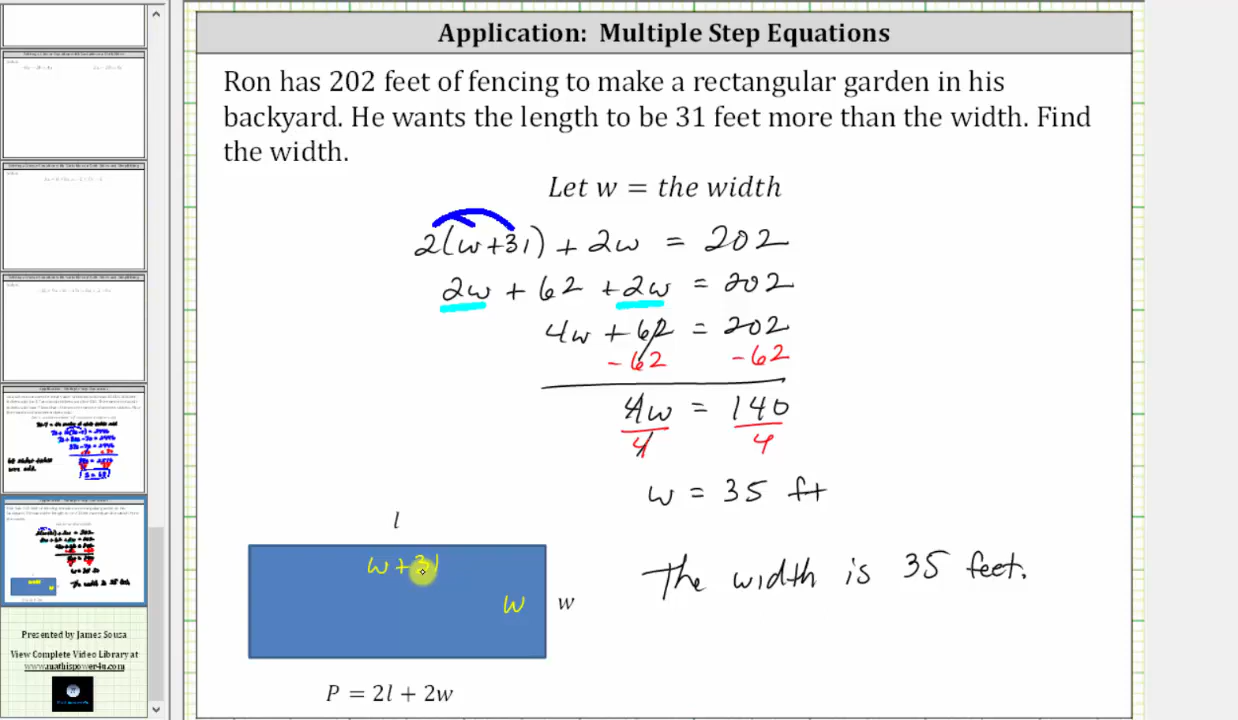 Application: Multiple Step Equations
Ron has 202 feet of fencing to make a rectangular garden in his
backyard. He wants the length to be 31 feet more than the width. Find
the width.
Let w = the width
2(w+31) + 2w = 202
2w + 62 + 2w = 202
4w + 62 = 202
-62 -62
4w = 140
4 4
w = 35 ft
The width is 35 feet.
l
w+31
w w
P = 2l + 2w
Presented by James Sousa
View Complete Video Library at
www.mathispower4u.com